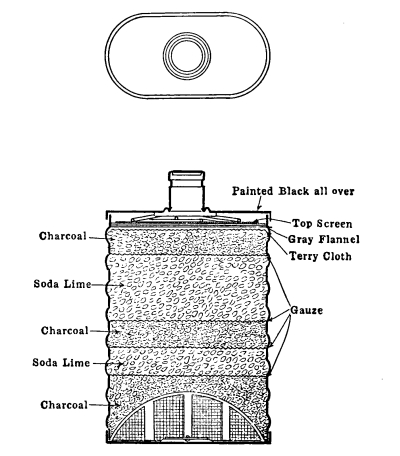 Painted Black all over
Top Screen
Charcoal
Gray Flannel
Terry Cloth
Soda Lime
Gauze
Charcoal
Soda Lime
Charcoal